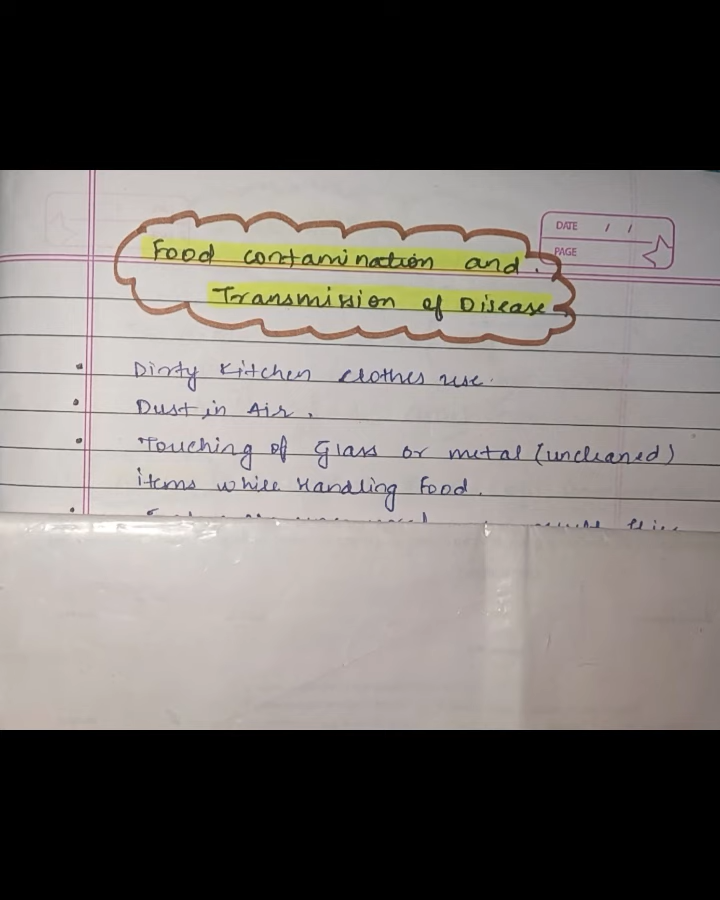 DATE / /
PAGE
Food contamination and.
Transmission of Disease
• Dirty Kitchen clothes use.
• Dust in Air.
• Touching of Glass or metal (uncleaned)
items while Handling Food.